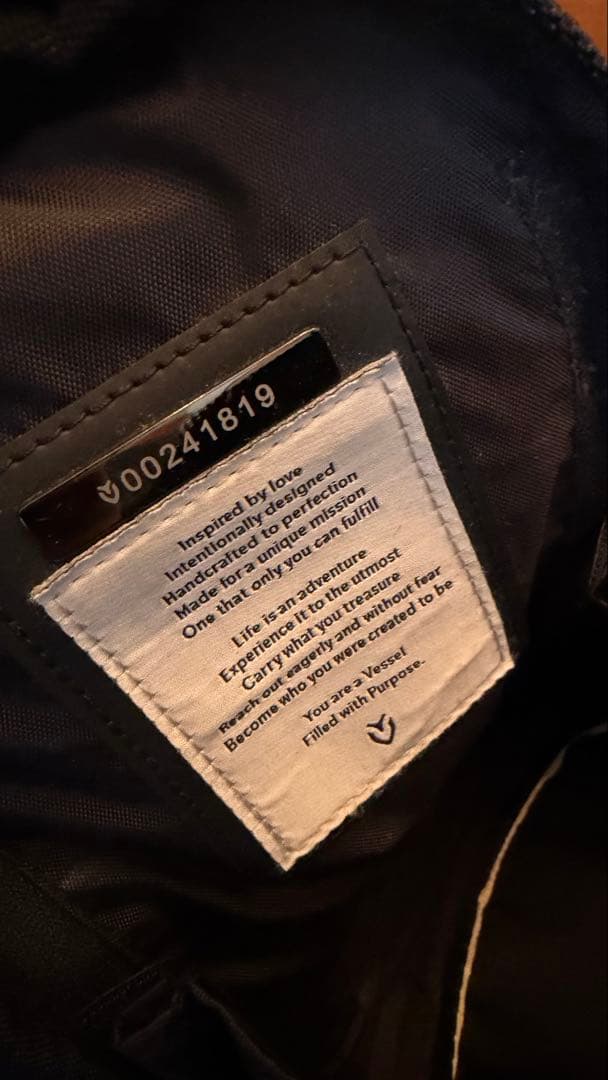 00241819
Inspired by love
Intentionally designed
Handcrafted to perfection
Made for a unique mission
One that only you can fulfill
Life is an adventure
Experience it to the utmost
Carry what you treasure
Reach out eagerly and without fear
Become who you were created to be
You are a Vessel
Filled with Purpose.